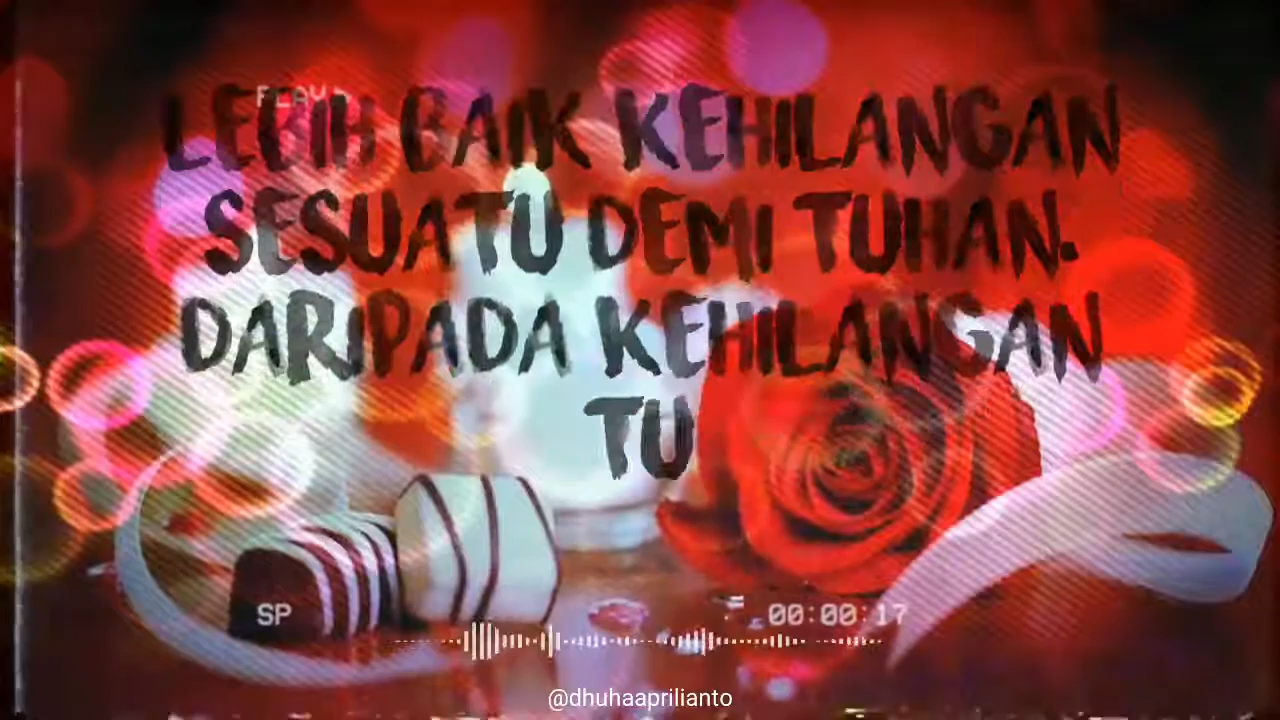 PLAY
LEBIH BAIK KEHILANGAN
SESUATU DEMI TUHAN.
DARIPADA KEHILANGAN
TU
SP
00:00:17
@dhuhaaprilianto